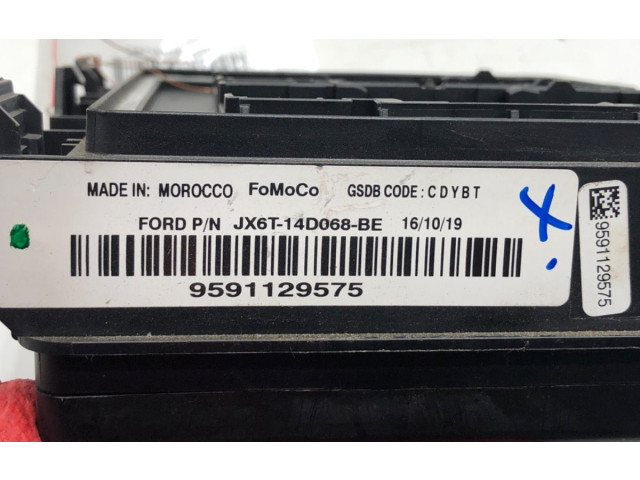 MADE IN: MOROCCO FoMoCo GSDB CODE: CDYBT
FORD P/N JX6T-14D068-BE 16/10/19
9591129575
X.
9591129575